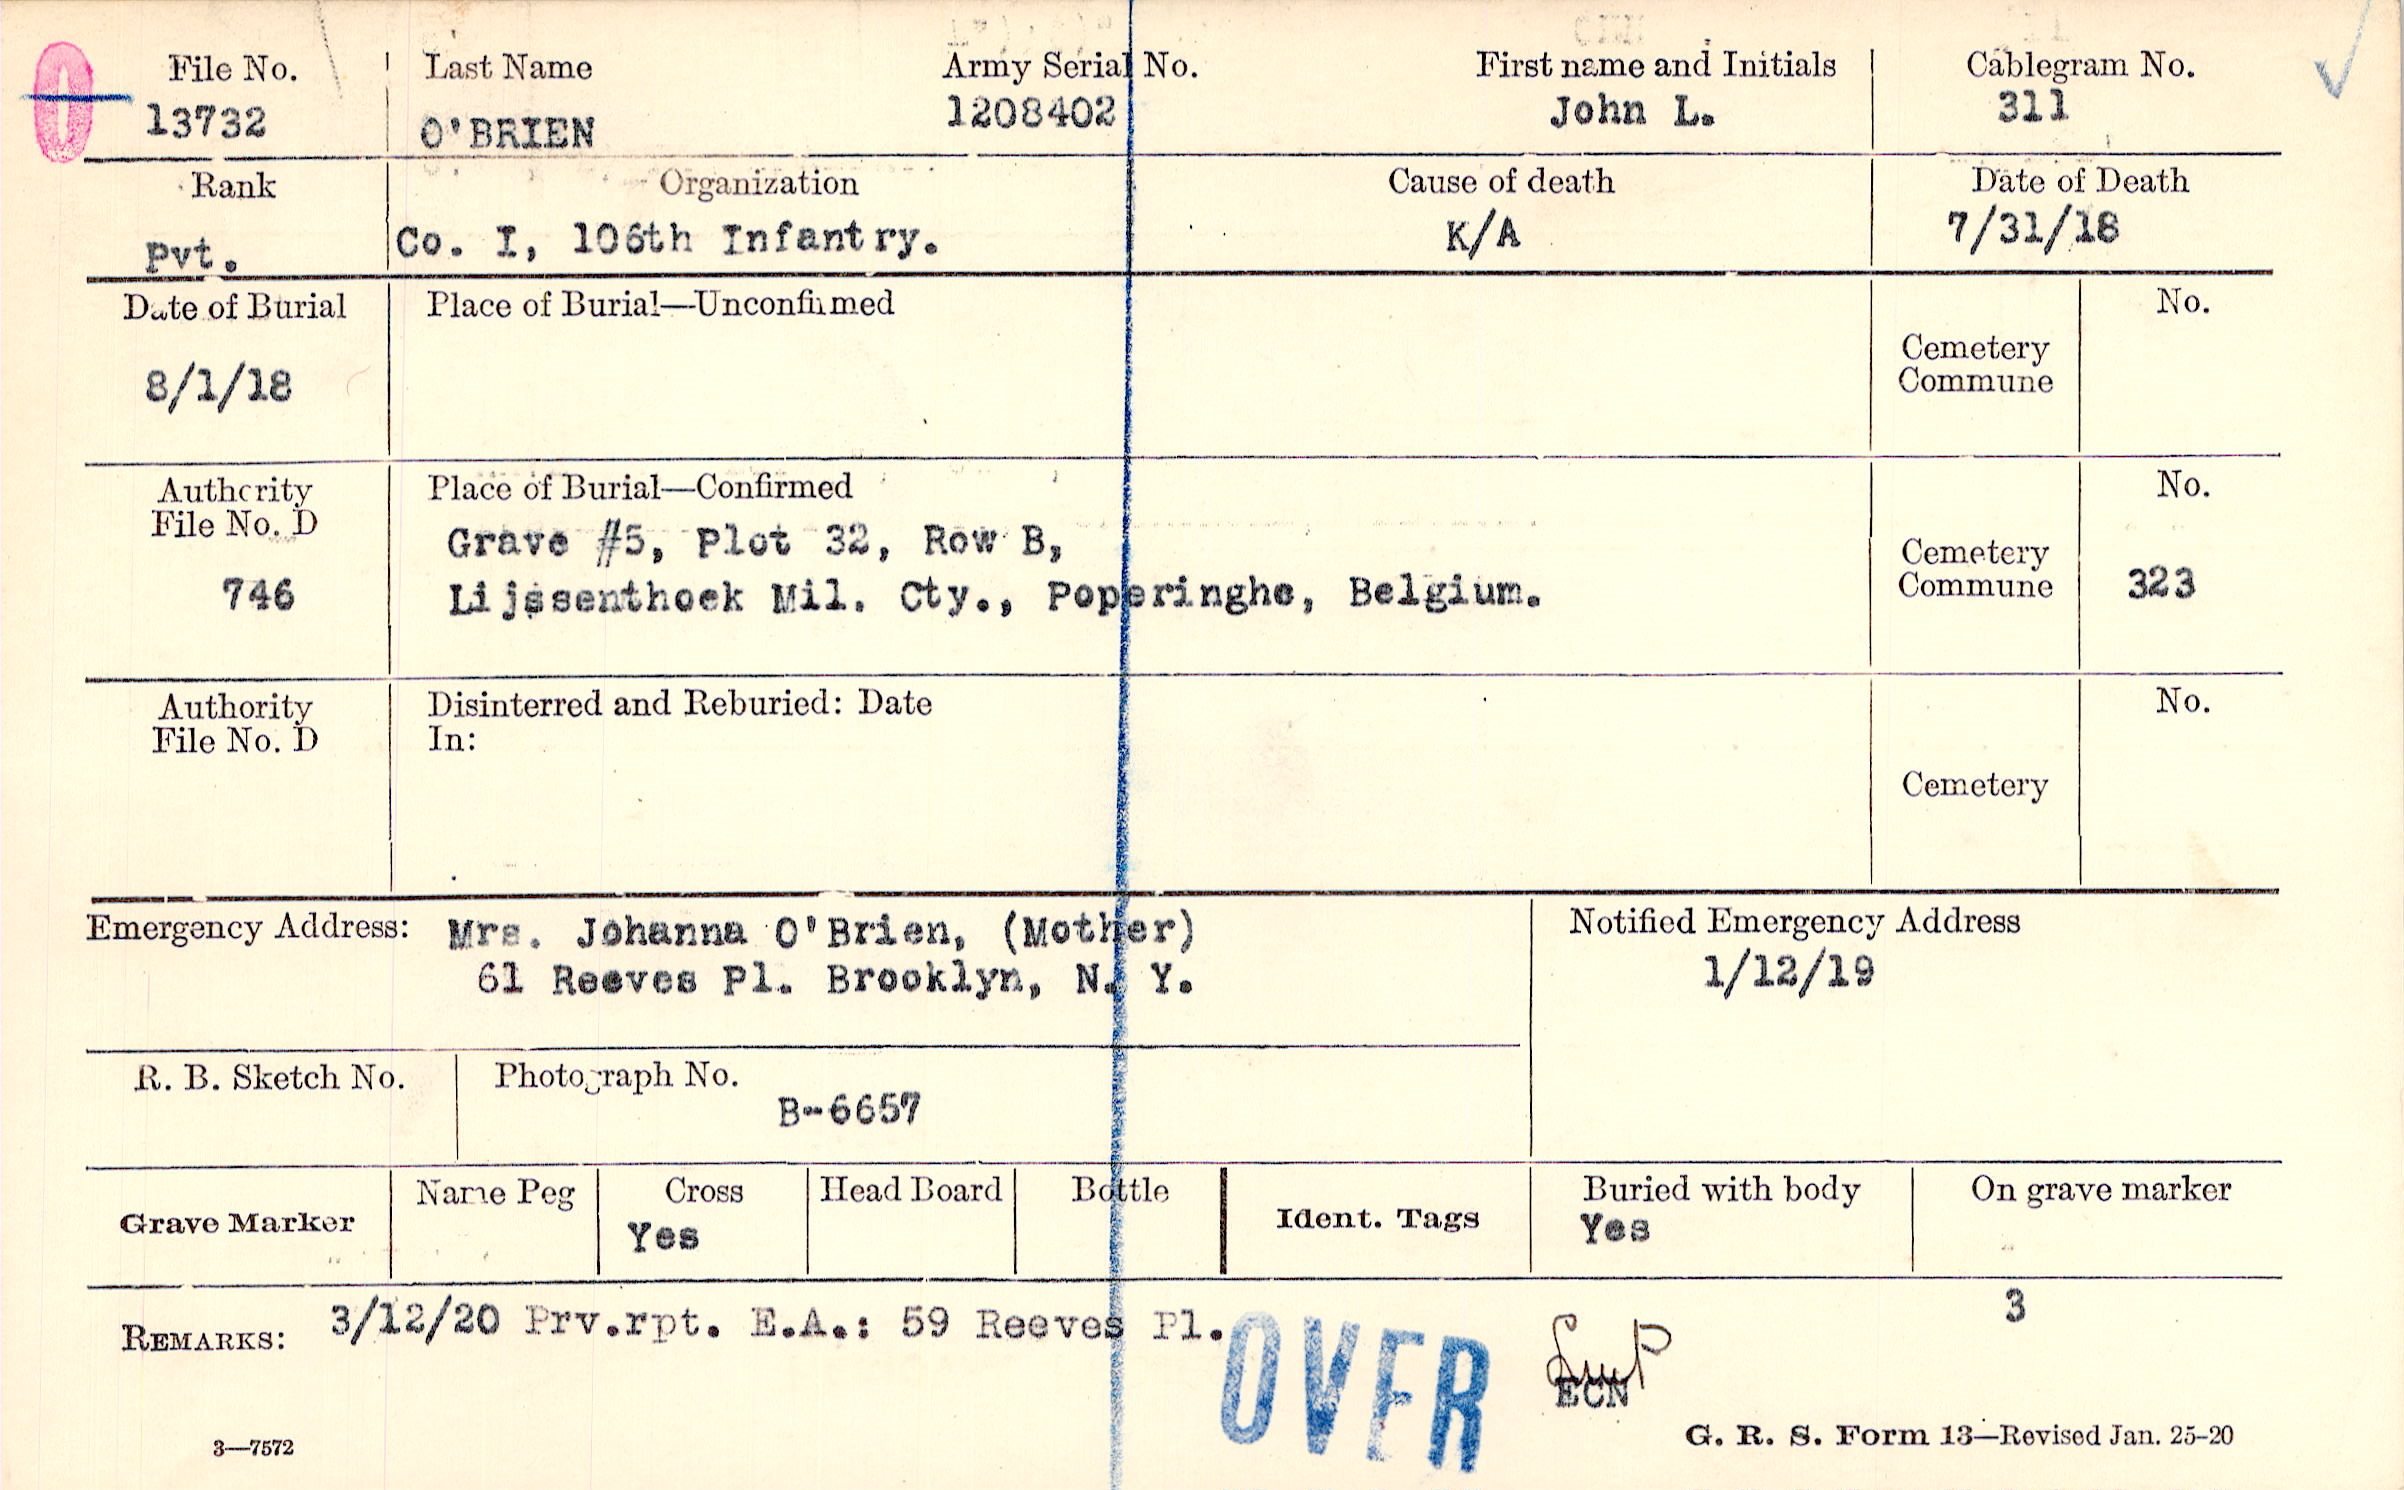 File No. Last Name Army Serial No. First name and Initials Cablegram No.
13732 O'BRIEN 1208402 John L. 311
Rank Organization Cause of death Date of Death
Pvt. Co. I, 106th Infantry. K/A 7/31/18
Date of Burial Place of Burial—Unconfirmed No.
8/1/18
Cemetery
Commune
Authority Place of Burial—Confirmed No.
File No. D
746
Grave #5, Plot 32, Row B,
Lijssenthoek Mil. Cty., Poperinghe, Belgium.
Cemetery
Commune 323
Authority Disinterred and Reburied: Date No.
File No. D In:
Cemetery
Emergency Address: Mrs. Johanna O'Brien, (Mother)
61 Reeves Pl. Brooklyn, N. Y.
Notified Emergency Address
1/12/19
R. B. Sketch No. Photograph No.
B-6657
Grave Marker Name Peg Cross Head Board Bottle Ident. Tags Buried with body On grave marker
Yes Yes
3
REMARKS: 3/12/20 Prv.rpt. E.A.: 59 Reeves Pl.
OVER
ECN
3—7572 G. R. S. Form 13—Revised Jan. 25-20